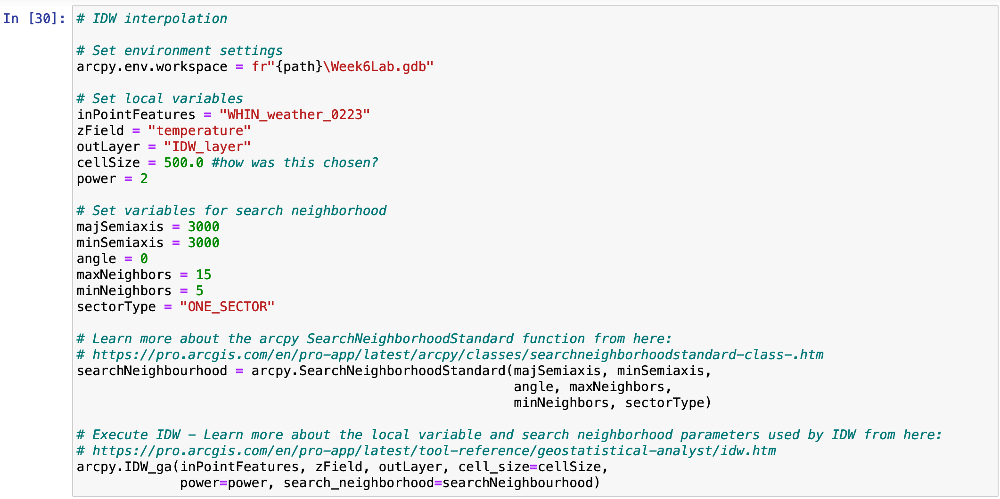 In [30]:
# IDW interpolation
# Set environment settings
arcpy.env.workspace = fr"{path}\Week6Lab.gdb"
# Set local variables
inPointFeatures = "WHIN_weather_0223"
zField = "temperature"
outLayer = "IDW_layer"
cellSize = 500.0 #how was this chosen?
power = 2
# Set variables for search neighborhood
majSemiaxis = 3000
minSemiaxis = 3000
angle = 0
maxNeighbors = 15
minNeighbors = 5
sectorType = "ONE_SECTOR"
# Learn more about the arcpy SearchNeighborhoodStandard function from here:
# https://pro.arcgis.com/en/pro-app/latest/arcpy/classes/searchneighborhoodstandard-class-.htm
searchNeighbourhood = arcpy.SearchNeighborhoodStandard(majSemiaxis, minSemiaxis,
angle, maxNeighbors,
minNeighbors, sectorType)
# Execute IDW – Learn more about the local variable and search neighborhood parameters used by IDW from here:
# https://pro.arcgis.com/en/pro-app/latest/tool-reference/geostatistical-analyst/idw.htm
arcpy.IDW_ga(inPointFeatures, zField, outLayer, cell_size=cellSize,
power=power, search_neighborhood=searchNeighbourhood)